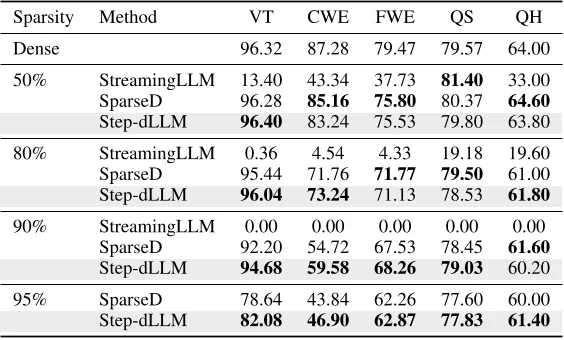 Sparsity Method VT CWE FWE QS QH
Dense 96.32 87.28 79.47 79.57 64.00
50% StreamingLLM 13.40 43.34 37.73 81.40 33.00
SparseD 96.28 85.16 75.80 80.37 64.60
Step-dLLM 96.40 83.24 75.53 79.80 63.80
80% StreamingLLM 0.36 4.54 4.33 19.18 19.60
SparseD 95.44 71.76 71.77 79.50 61.00
Step-dLLM 96.04 73.24 71.13 78.53 61.80
90% StreamingLLM 0.00 0.00 0.00 0.00 0.00
SparseD 92.20 54.72 67.53 78.45 61.60
Step-dLLM 94.68 59.58 68.26 79.03 60.20
95% SparseD 78.64 43.84 62.26 77.60 60.00
Step-dLLM 82.08 46.90 62.87 77.83 61.40